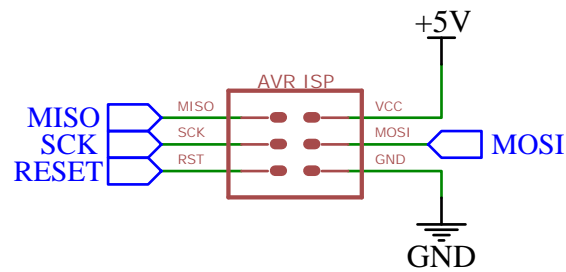 +5V
AVR ISP
MISO MISO VCC
SCK SCK MOSI MOSI
RESET RST GND
GND